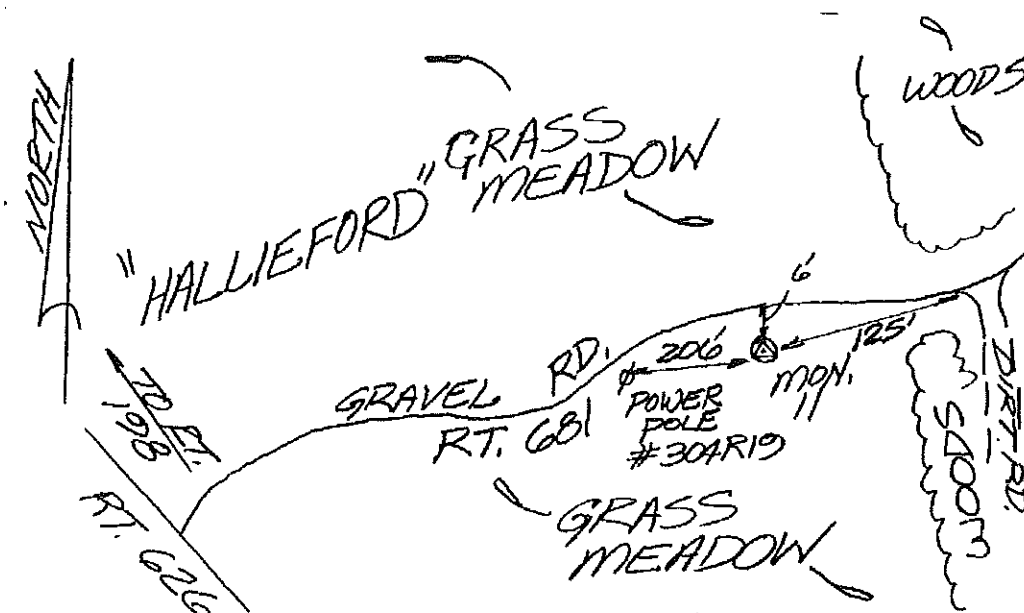 WOODS
NORTH
GRASS
MEADOW
"HALLIEFORD"
6'
206'
125'
MON.
11
POWER
POLE
#304R19
GRAVEL RD.
RT. 681
TO RT.
198
RT. 626
GRASS
MEADOW
WOODS
DIRT RD.